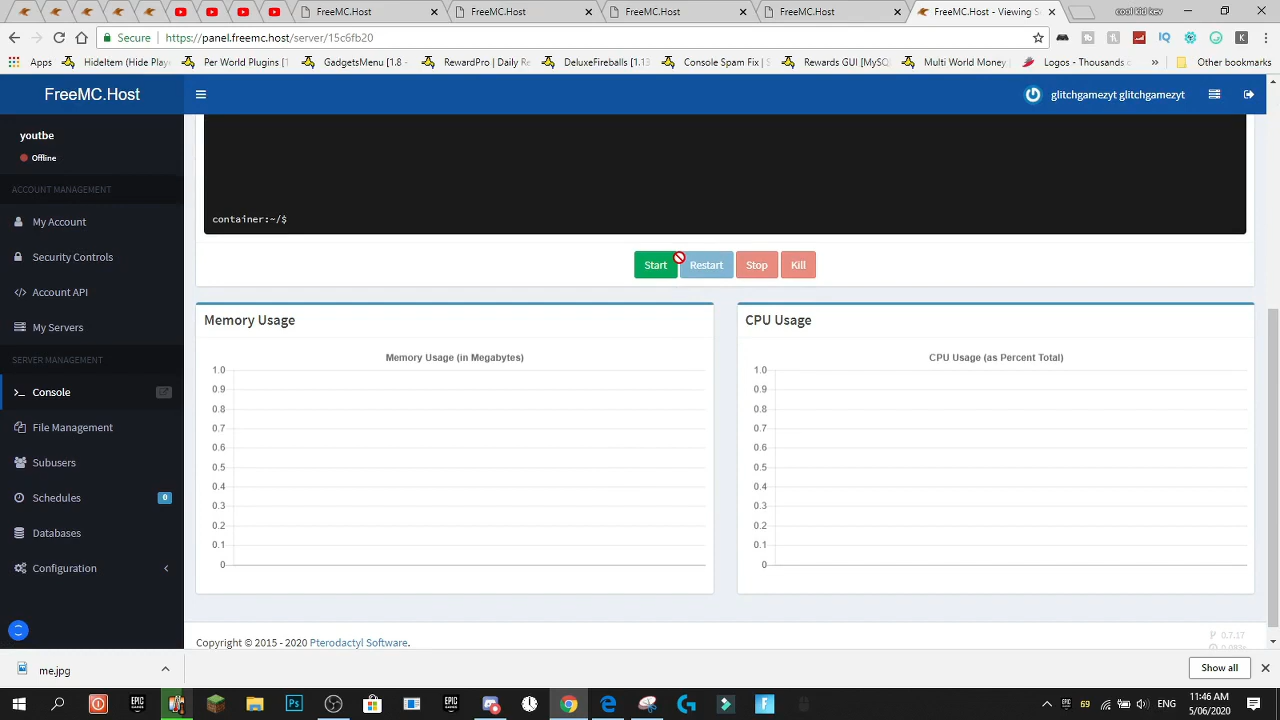 FreeMC.Host
FreeMC.Host
FreeMC.Host
FreeMC.Host
FreeMC.Host - Viewing S
cool kid kev
Secure
https://panel.freemc.host/server/15c6fb20
Apps
HideItem (Hide Play
Per World Plugins [1
GadgetsMenu [1.8 -
RewardPro | Daily Re
DeluxeFireballs [1.13
Console Spam Fix | S
Rewards GUI [MySQL
Multi World Money |
Logos - Thousands o
»
Other bookmarks
FreeMC.Host
glitchgamezyt glitchgamezyt
youtbe
Offline
ACCOUNT MANAGEMENT
My Account
Security Controls
Account API
My Servers
SERVER MANAGEMENT
Console
File Management
Subusers
Schedules
0
Databases
Configuration
container:~/$
Start
Restart
Stop
Kill
Memory Usage
Memory Usage (in Megabytes)
1.0
0.9
0.8
0.7
0.6
0.5
0.4
0.3
0.2
0.1
0
CPU Usage
CPU Usage (as Percent Total)
1.0
0.9
0.8
0.7
0.6
0.5
0.4
0.3
0.2
0.1
0
Copyright © 2015 - 2020 Pterodactyl Software.
0.7.17
me.jpg
Show all
69
ENG
11:46 AM
5/06/2020